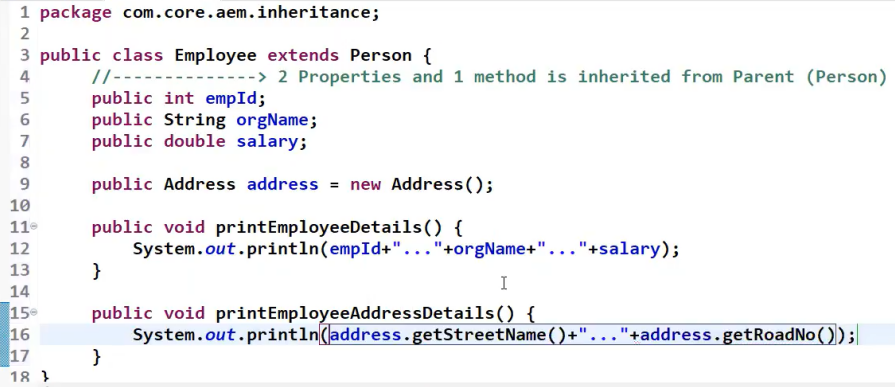 1 package com.core.aem.inheritance;
2
3 public class Employee extends Person {
4 //--------------> 2 Properties and 1 method is inherited from Parent (Person)
5 public int empId;
6 public String orgName;
7 public double salary;
8
9 public Address address = new Address();
10
11 public void printEmployeeDetails() {
12 System.out.println(empId+"..."+orgName+"..."+salary);
13 }
14
15 public void printEmployeeAddressDetails() {
16 System.out.println(address.getStreetName()+"..."+address.getRoadNo());
17 }
18 }